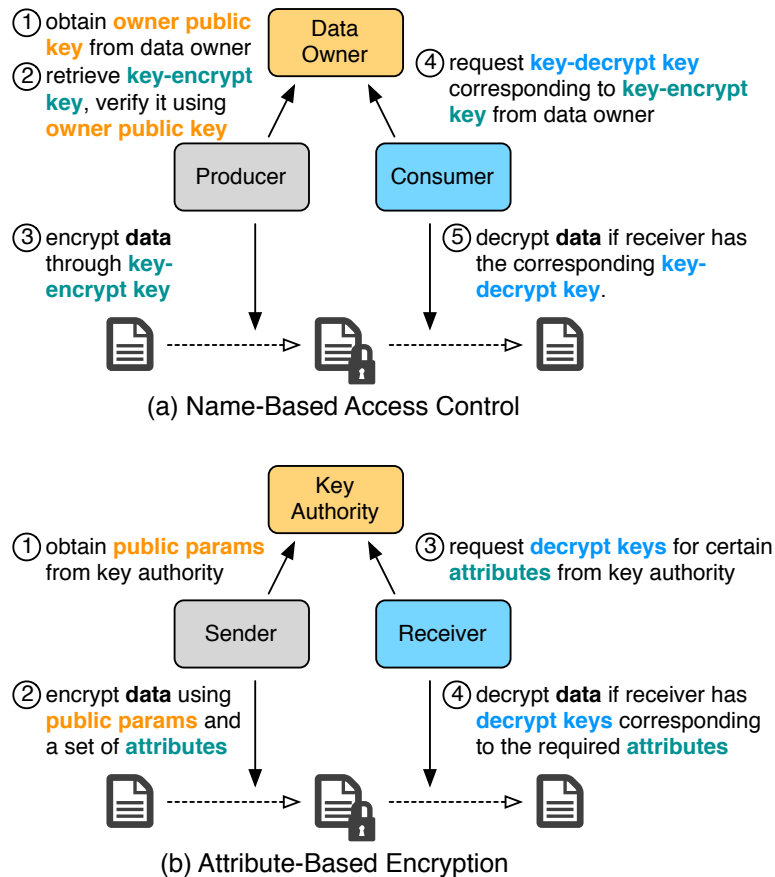 ① obtain owner public
key from data owner
② retrieve key-encrypt
key, verify it using
owner public key
Data
Owner
④ request key-decrypt key
corresponding to key-encrypt
key from data owner
Producer
Consumer
③ encrypt data
through key-
encrypt key
⑤ decrypt data if receiver has
the corresponding key-
decrypt key.
(a) Name-Based Access Control
Key
Authority
① obtain public params
from key authority
③ request decrypt keys for certain
attributes from key authority
Sender
Receiver
② encrypt data using
public params and
a set of attributes
④ decrypt data if receiver has
decrypt keys corresponding
to the required attributes
(b) Attribute-Based Encryption